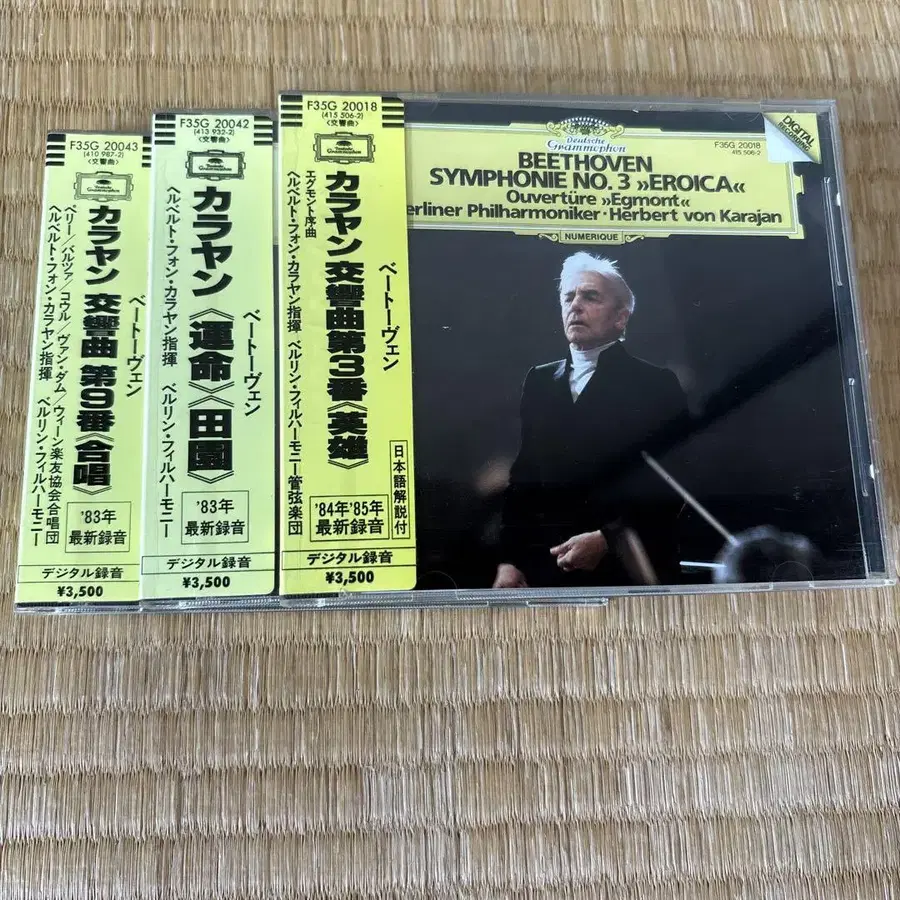 F35G 20043
(410 987-2)
〈交響曲〉
Deutsche
Grammophon
ベートーヴェン
カラヤン 交響曲 第9番《合唱》
ペリー/バルツァ/コウル/ヴァン・ダム/ウィーン楽友協会合唱団
ヘルベルト・フォン・カラヤン指揮 ベルリン・フィルハーモニー
'83年
最新録音
デジタル録音
¥3,500
F35G 20042
(413 932-2)
〈交響曲〉
Deutsche
Grammophon
ベートーヴェン
カラヤン《運命》《田園》
ヘルベルト・フォン・カラヤン指揮 ベルリン・フィルハーモニー
'83年
最新録音
デジタル録音
¥3,500
F35G 20018
(415 506-2)
〈交響曲〉
Deutsche
Grammophon
ベートーヴェン
カラヤン 交響曲第3番《英雄》
エグモント序曲
ヘルベルト・フォン・カラヤン指揮 ベルリン・フィルハーモニー管弦楽団
日本語解説付
'84年'85年
最新録音
デジタル録音
¥3,500
Deutsche
Grammophon
F35G 20018
415 506-2
DIGITAL
RECORDING
BEETHOVEN
SYMPHONIE NO. 3 »EROICA«
Ouvertüre »Egmont«
erliner Philharmoniker · Herbert von Karajan
NUMERIQUE